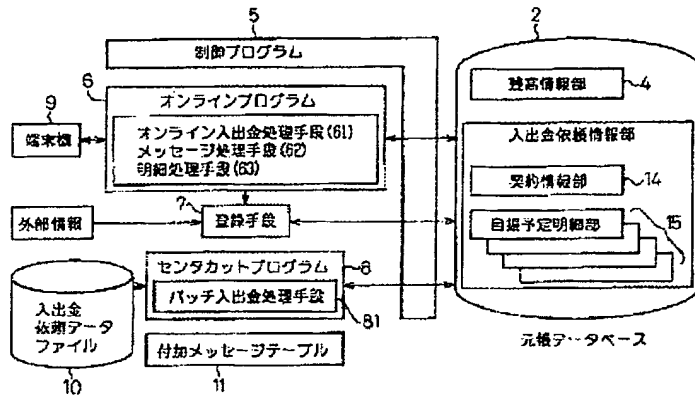 5
制御プログラム
2
残高情報部
4
6
オンラインプログラム
9
端末機
オンライン入出金処理手段(61)
メッセージ処理手段(62)
明細処理手段(63)
入出金依頼情報部
契約情報部
14
7
外部情報
登録手段
自振予定明細部
15
センタカットプログラム
8
バッチ入出金処理手段
81
入出金
依頼データ
ファイル
10
付加メッセージテーブル
11
元帳データベース